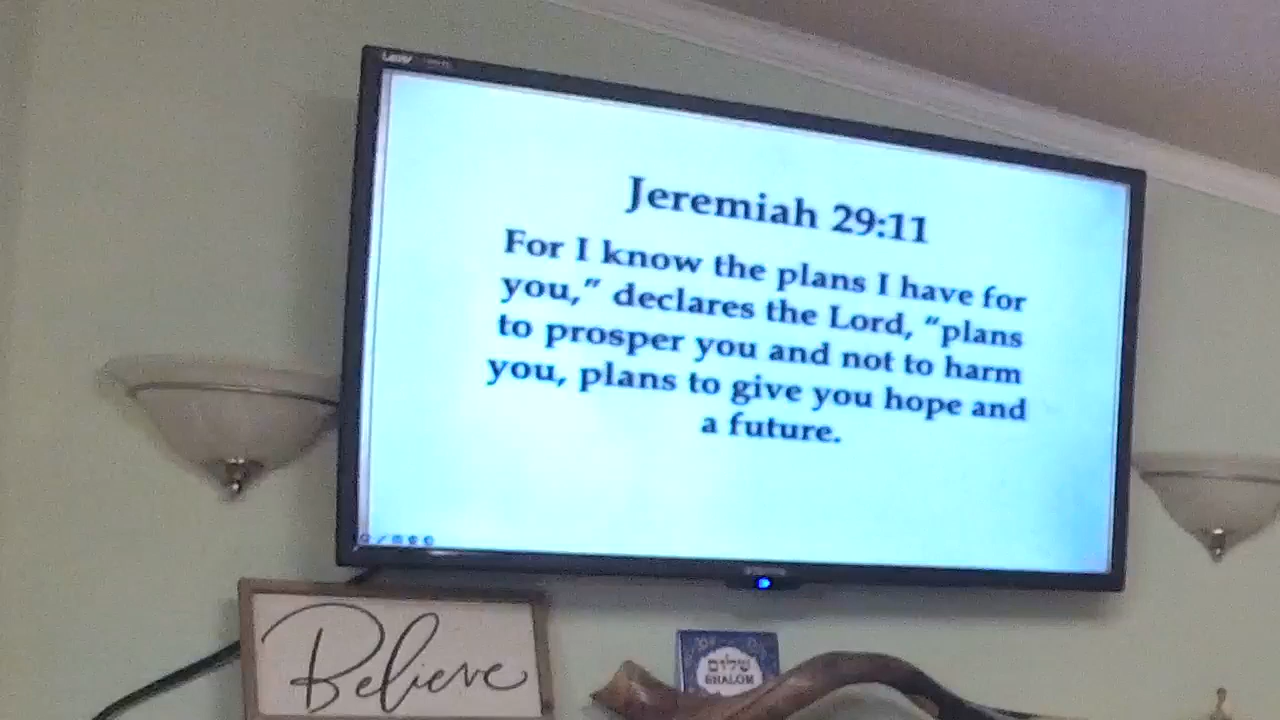 Jeremiah 29:11
For I know the plans I have for
you,” declares the Lord, “plans
to prosper you and not to harm
you, plans to give you hope and
a future.
Believe
שלום
SHALOM